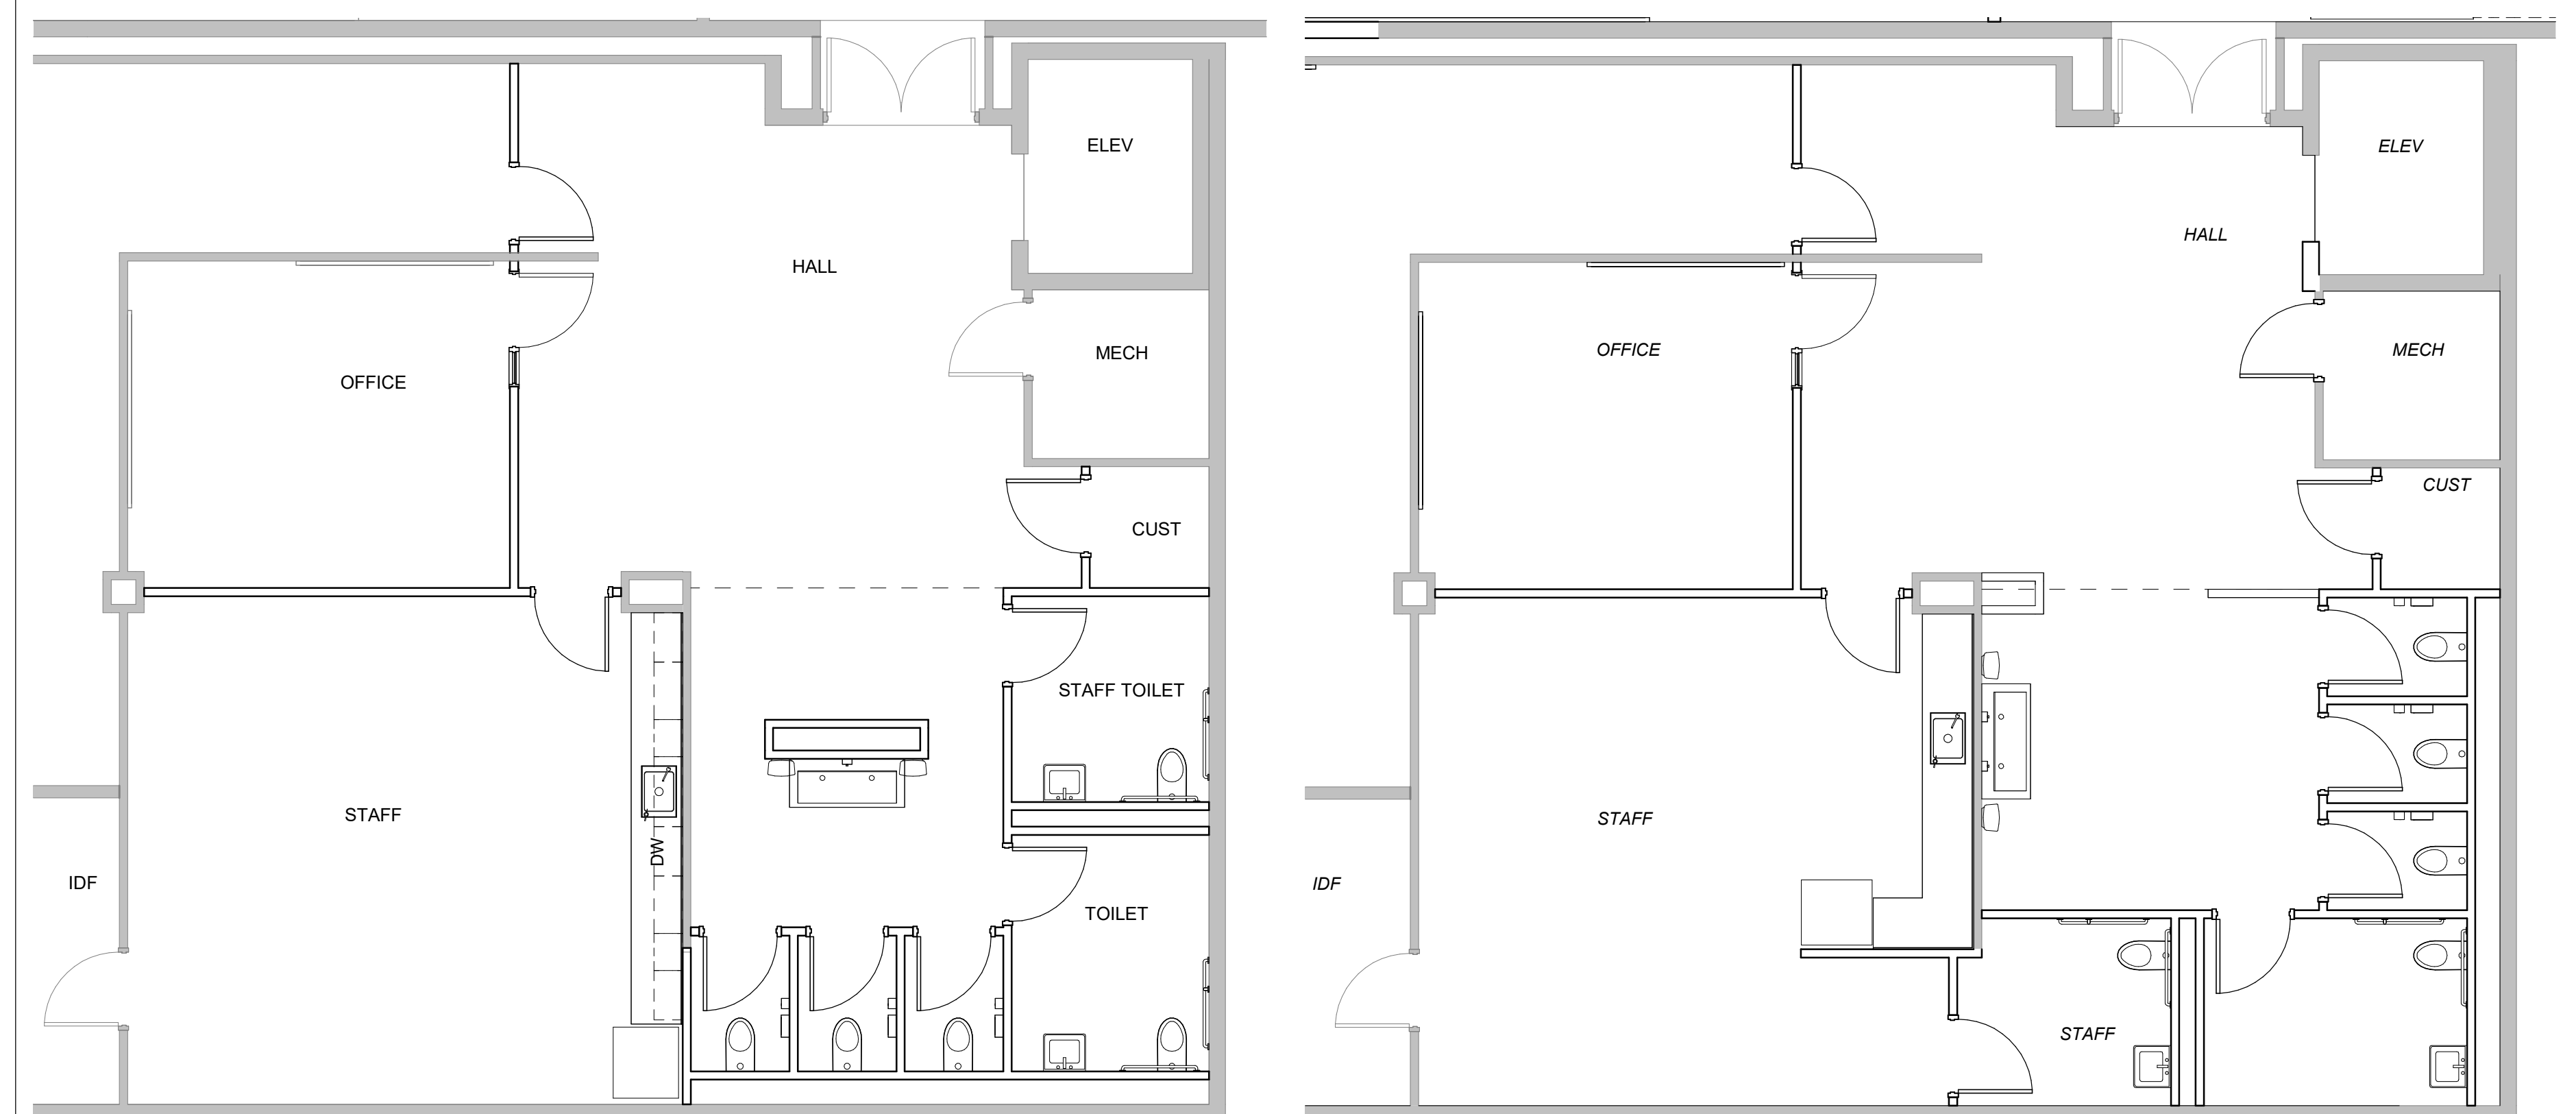 ELEV
HALL
MECH
OFFICE
CUST
STAFF TOILET
STAFF
DW
IDF
TOILET
ELEV
HALL
OFFICE
MECH
CUST
STAFF
IDF
STAFF